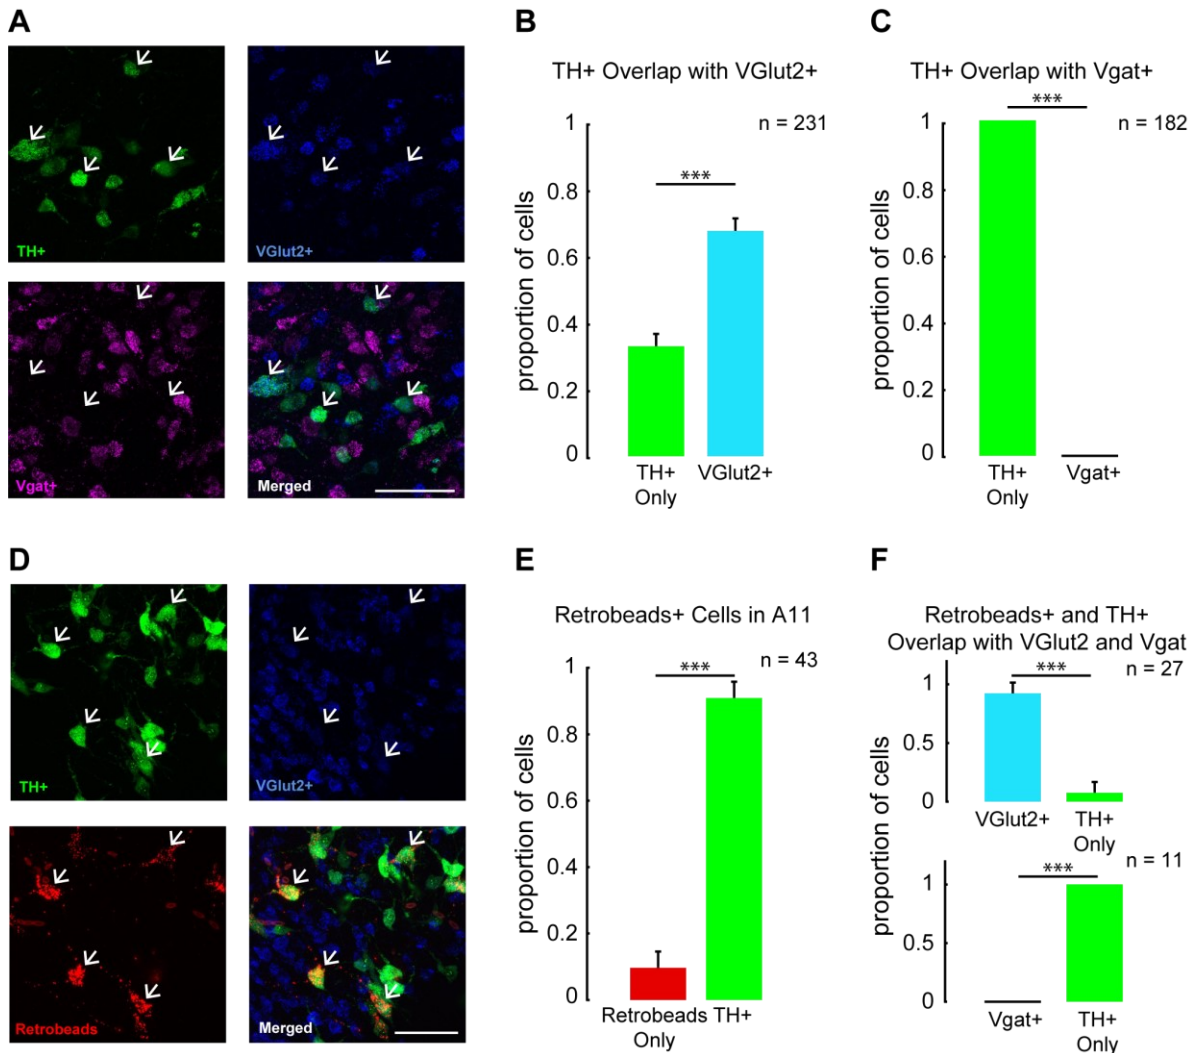 A
TH+
VGlut2+
Vgat+
Merged
B
TH+ Overlap with VGlut2+
n = 231
***
1
0.8
0.6
0.4
0.2
0
proportion of cells
TH+
Only
VGlut2+
C
TH+ Overlap with Vgat+
***
n = 182
1
0.8
0.6
0.4
0.2
0
proportion of cells
TH+
Only
Vgat+
D
TH+
VGlut2+
Retrobeads
Merged
E
Retrobeads+ Cells in A11
n = 43
***
1
0.8
0.6
0.4
0.2
0
proportion of cells
Retrobeads
Only
TH+
F
Retrobeads+ and TH+
Overlap with VGlut2 and Vgat
n = 27
***
1
0.5
0
VGlut2+
TH+
Only
proportion of cells
n = 11
***
1
0.5
0
Vgat+
TH+
Only